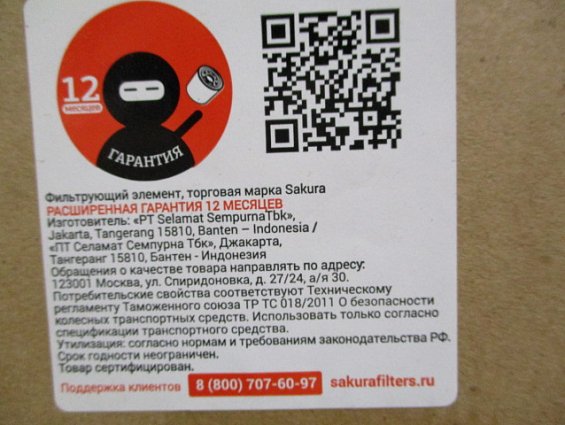 12
месяцев
ГАРАНТИЯ
Фильтрующий элемент, торговая марка Sakura
РАСШИРЕННАЯ ГАРАНТИЯ 12 МЕСЯЦЕВ
Изготовитель: «PT Selamat SempurnaTbk»,
Jakarta, Tangerang 15810, Banten – Indonesia /
«ПТ Селамат Семпурна Тбк», Джакарта,
Тангеранг 15810, Бантен - Индонезия
Обращения о качестве товара направлять по адресу:
123001 Москва, ул. Спиридоновка, д. 27/24, а/я 30.
Потребительские свойства соответствуют Техническому
регламенту Таможенного союза ТР ТС 018/2011 О безопасности
колесных транспортных средств. Использовать только согласно
спецификации транспортного средства.
Утилизация: согласно нормам и требованиям законодательства РФ.
Срок годности неограничен.
Товар сертифицирован.
Поддержка клиентов 8 (800) 707-60-97 sakurafilters.ru